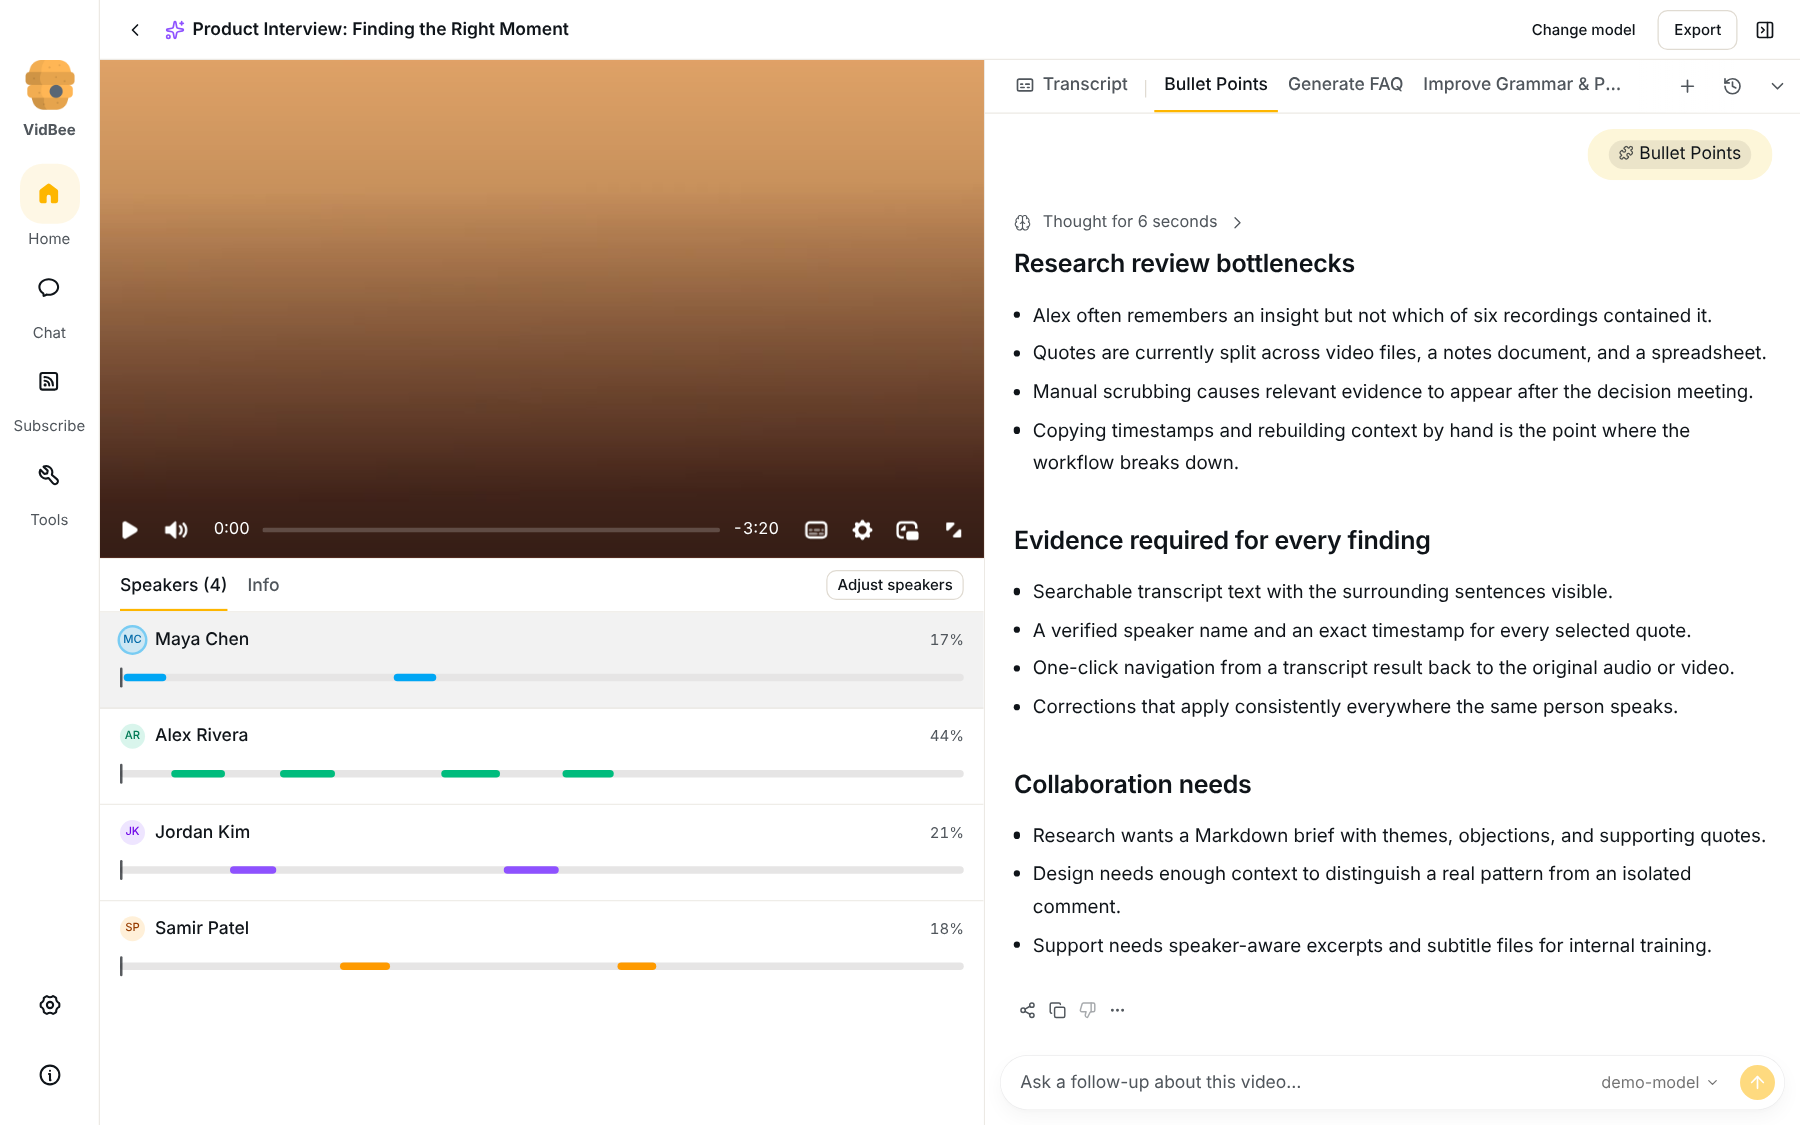 Product Interview: Finding the Right Moment
Change model
Export
VidBee
Home
Chat
Subscribe
Tools
0:00
-3:20
Speakers (4)
Info
Adjust speakers
MC
Maya Chen
17%
AR
Alex Rivera
44%
JK
Jordan Kim
21%
SP
Samir Patel
18%
Transcript
Bullet Points
Generate FAQ
Improve Grammar & P...
Bullet Points
Thought for 6 seconds
Research review bottlenecks
• Alex often remembers an insight but not which of six recordings contained it.
• Quotes are currently split across video files, a notes document, and a spreadsheet.
• Manual scrubbing causes relevant evidence to appear after the decision meeting.
• Copying timestamps and rebuilding context by hand is the point where the
workflow breaks down.
Evidence required for every finding
• Searchable transcript text with the surrounding sentences visible.
• A verified speaker name and an exact timestamp for every selected quote.
• One-click navigation from a transcript result back to the original audio or video.
• Corrections that apply consistently everywhere the same person speaks.
Collaboration needs
• Research wants a Markdown brief with themes, objections, and supporting quotes.
• Design needs enough context to distinguish a real pattern from an isolated
comment.
• Support needs speaker-aware excerpts and subtitle files for internal training.
Ask a follow-up about this video...
demo-model